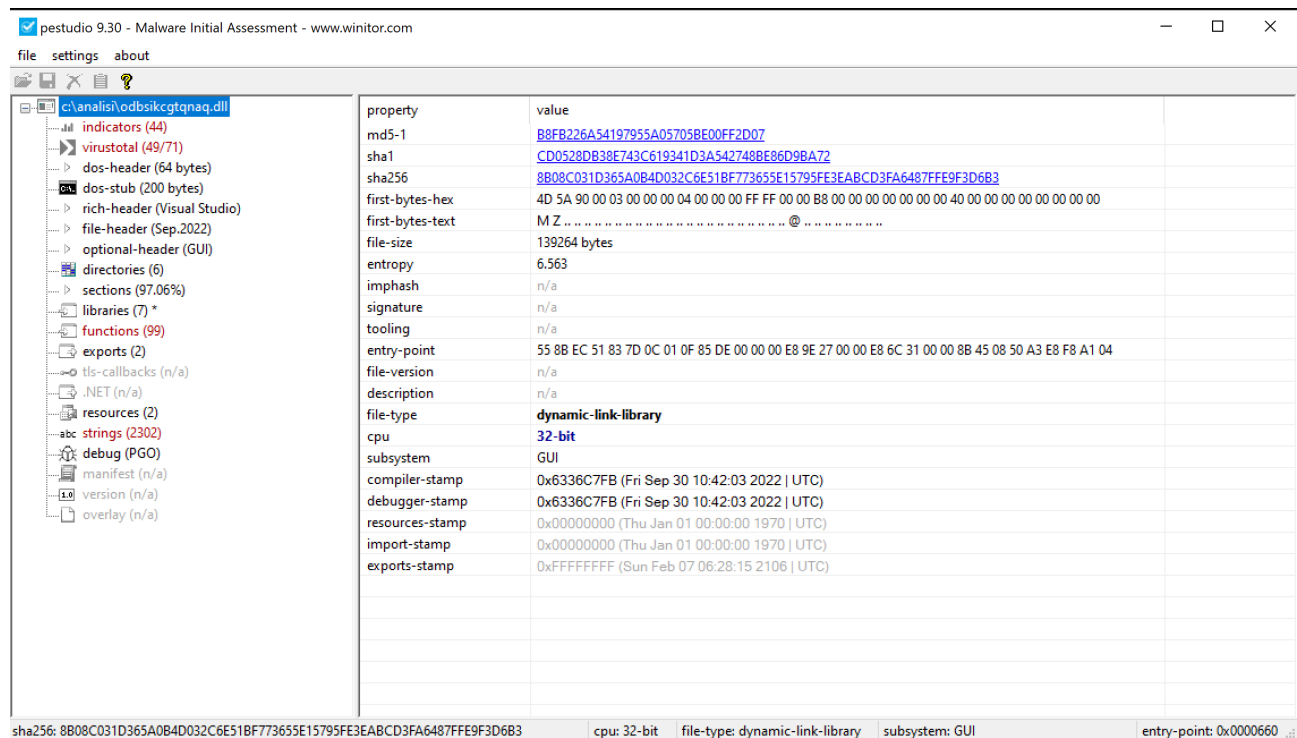 pestudio 9.30 - Malware Initial Assessment - www.winitor.com
file settings about
c:\analisi\odbsikcgtqnaq.dll
indicators (44)
virustotal (49/71)
dos-header (64 bytes)
dos-stub (200 bytes)
rich-header (Visual Studio)
file-header (Sep.2022)
optional-header (GUI)
directories (6)
sections (97.06%)
libraries (7) *
functions (99)
exports (2)
tls-callbacks (n/a)
.NET (n/a)
resources (2)
abc strings (2302)
debug (PGO)
manifest (n/a)
1.0 version (n/a)
overlay (n/a)
property value
md5-1 B8FB226A54197955A05705BE00FF2D07
sha1 CD0528DB38E743C619341D3A542748BE86D9BA72
sha256 8B08C031D365A0B4D032C6E51BF773655E15795FE3EABCD3FA6487FFE9F3D6B3
first-bytes-hex 4D 5A 90 00 03 00 00 00 04 00 00 00 FF FF 00 00 B8 00 00 00 00 00 00 00 40 00 00 00 00 00 00 00
first-bytes-text M Z .. .. .. .. .. .. .. .. .. .. .. .. .. .. .. .. .. .. .. .. @ .. .. .. .. .. .. ..
file-size 139264 bytes
entropy 6.563
imphash n/a
signature n/a
tooling n/a
entry-point 55 8B EC 51 83 7D 0C 01 0F 85 DE 00 00 00 E8 9E 27 00 00 E8 6C 31 00 00 8B 45 08 50 A3 E8 F8 A1 04
file-version n/a
description n/a
file-type dynamic-link-library
cpu 32-bit
subsystem GUI
compiler-stamp 0x6336C7FB (Fri Sep 30 10:42:03 2022 | UTC)
debugger-stamp 0x6336C7FB (Fri Sep 30 10:42:03 2022 | UTC)
resources-stamp 0x00000000 (Thu Jan 01 00:00:00 1970 | UTC)
import-stamp 0x00000000 (Thu Jan 01 00:00:00 1970 | UTC)
exports-stamp 0xFFFFFFFF (Sun Feb 07 06:28:15 2106 | UTC)
sha256: 8B08C031D365A0B4D032C6E51BF773655E15795FE3EABCD3FA6487FFE9F3D6B3 cpu: 32-bit file-type: dynamic-link-library subsystem: GUI entry-point: 0x0000660